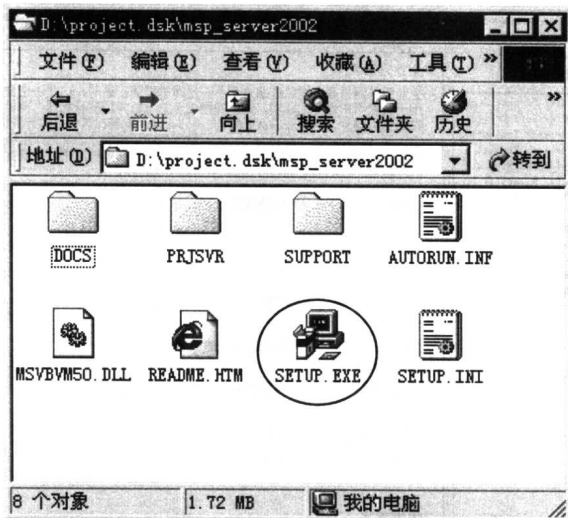 D:\project.dsk\msp_server2002
文件(F) 编辑(E) 查看(V) 收藏(A) 工具(T) »
后退 前进 向上 搜索 文件夹 历史 »
地址(D) D:\project.dsk\msp_server2002 转到
DOCS PRJSVR SUPPORT AUTORUN.INF
MSVBVM50.DLL README.HTM SETUP.EXE SETUP.INI
8 个对象 1.72 MB 我的电脑